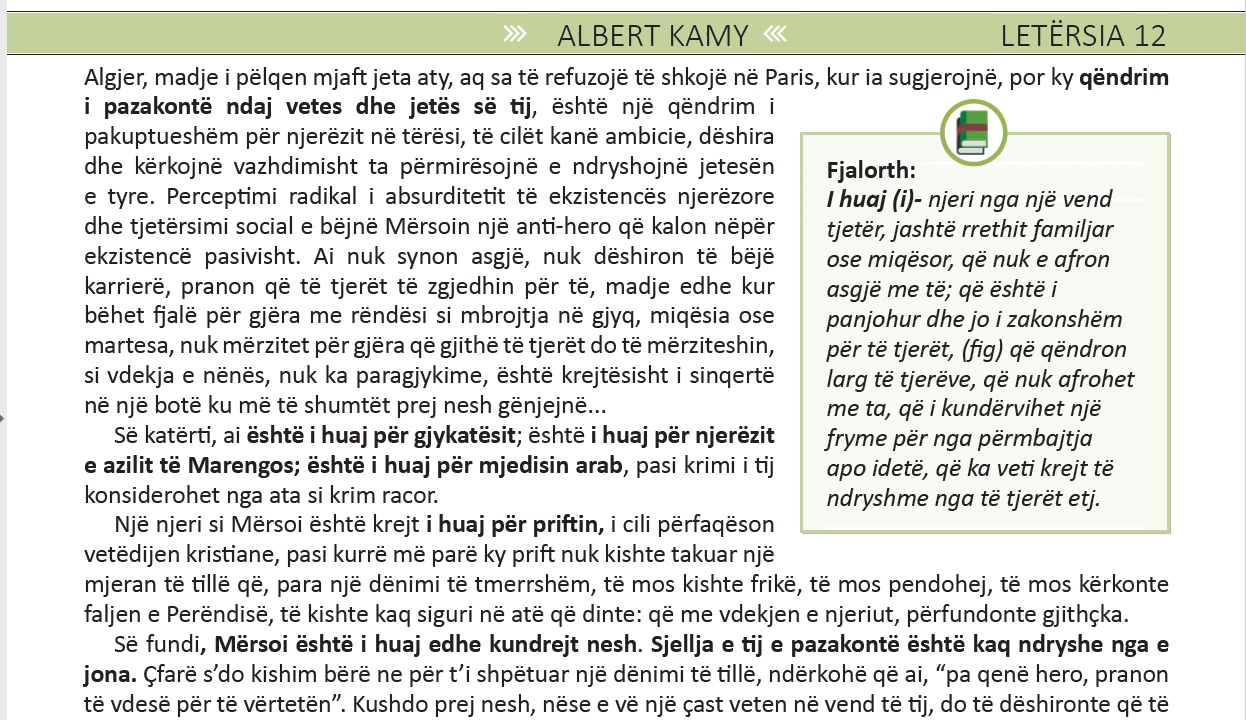 ALBERT KAMY
LETËRSIA 12
Algjer, madje i pëlqen mjaft jeta aty, aq sa të refuzojë të shkojë në Paris, kur ia sugjerojnë, por ky qëndrim
i pazakontë ndaj vetes dhe jetës së tij, është një qëndrim i
pakuptueshëm për njerëzit në tërësi, të cilët kanë ambicie, dëshira
dhe kërkojnë vazhdimisht ta përmirësojnë e ndryshojnë jetesën
e tyre. Perceptimi radikal i absurditetit të ekzistencës njerëzore
dhe tjetërsimi social e bëjnë Mërsoin një anti-hero që kalon nëpër
ekzistencë pasivisht. Ai nuk synon asgjë, nuk dëshiron të bëjë
karrierë, pranon që të tjerët të zgjedhin për të, madje edhe kur
bëhet fjalë për gjëra me rëndësi si mbrojtja në gjyq, miqësia ose
martesa, nuk mërzitet për gjëra që gjithë të tjerët do të mërziteshin,
si vdekja e nënës, nuk ka paragjykime, është krejtësisht i sinqertë
në një botë ku më të shumtët prej nesh gënjejnë...
Së katërti, ai është i huaj për gjykatësit; është i huaj për njerëzit
e azilit të Marengos; është i huaj për mjedisin arab, pasi krimi i tij
konsiderohet nga ata si krim racor.
Një njeri si Mërsoi është krejt i huaj për priftin, i cili përfaqëson
vetëdijen kristiane, pasi kurrë më parë ky prift nuk kishte takuar një
mjeran të tillë që, para një dënimi të tmerrshëm, të mos kishte frikë, të mos pendohej, të mos kërkonte
faljen e Perëndisë, të kishte kaq siguri në atë që dinte: që me vdekjen e njeriut, përfundonte gjithçka.
Së fundi, Mërsoi është i huaj edhe kundrejt nesh. Sjellja e tij e pazakontë është kaq ndryshe nga e
jona. Çfarë s’do kishim bërë ne për t’i shpëtuar një dënimi të tillë, ndërkohë që ai, “pa qenë hero, pranon
të vdesë për të vërtetën”. Kushdo prej nesh, nëse e vë një çast veten në vend të tij, do të dëshironte që të
Fjalorth:
I huaj (i)- njeri nga një vend
tjetër, jashtë rrethit familjar
ose miqësor, që nuk e afron
asgjë me të; që është i
panjohur dhe jo i zakonshëm
për të tjerët, (fig) që qëndron
larg të tjerëve, që nuk afrohet
me ta, që i kundërvihet një
fryme për nga përmbajtja
apo idetë, që ka veti krejt të
ndryshme nga të tjerët etj.